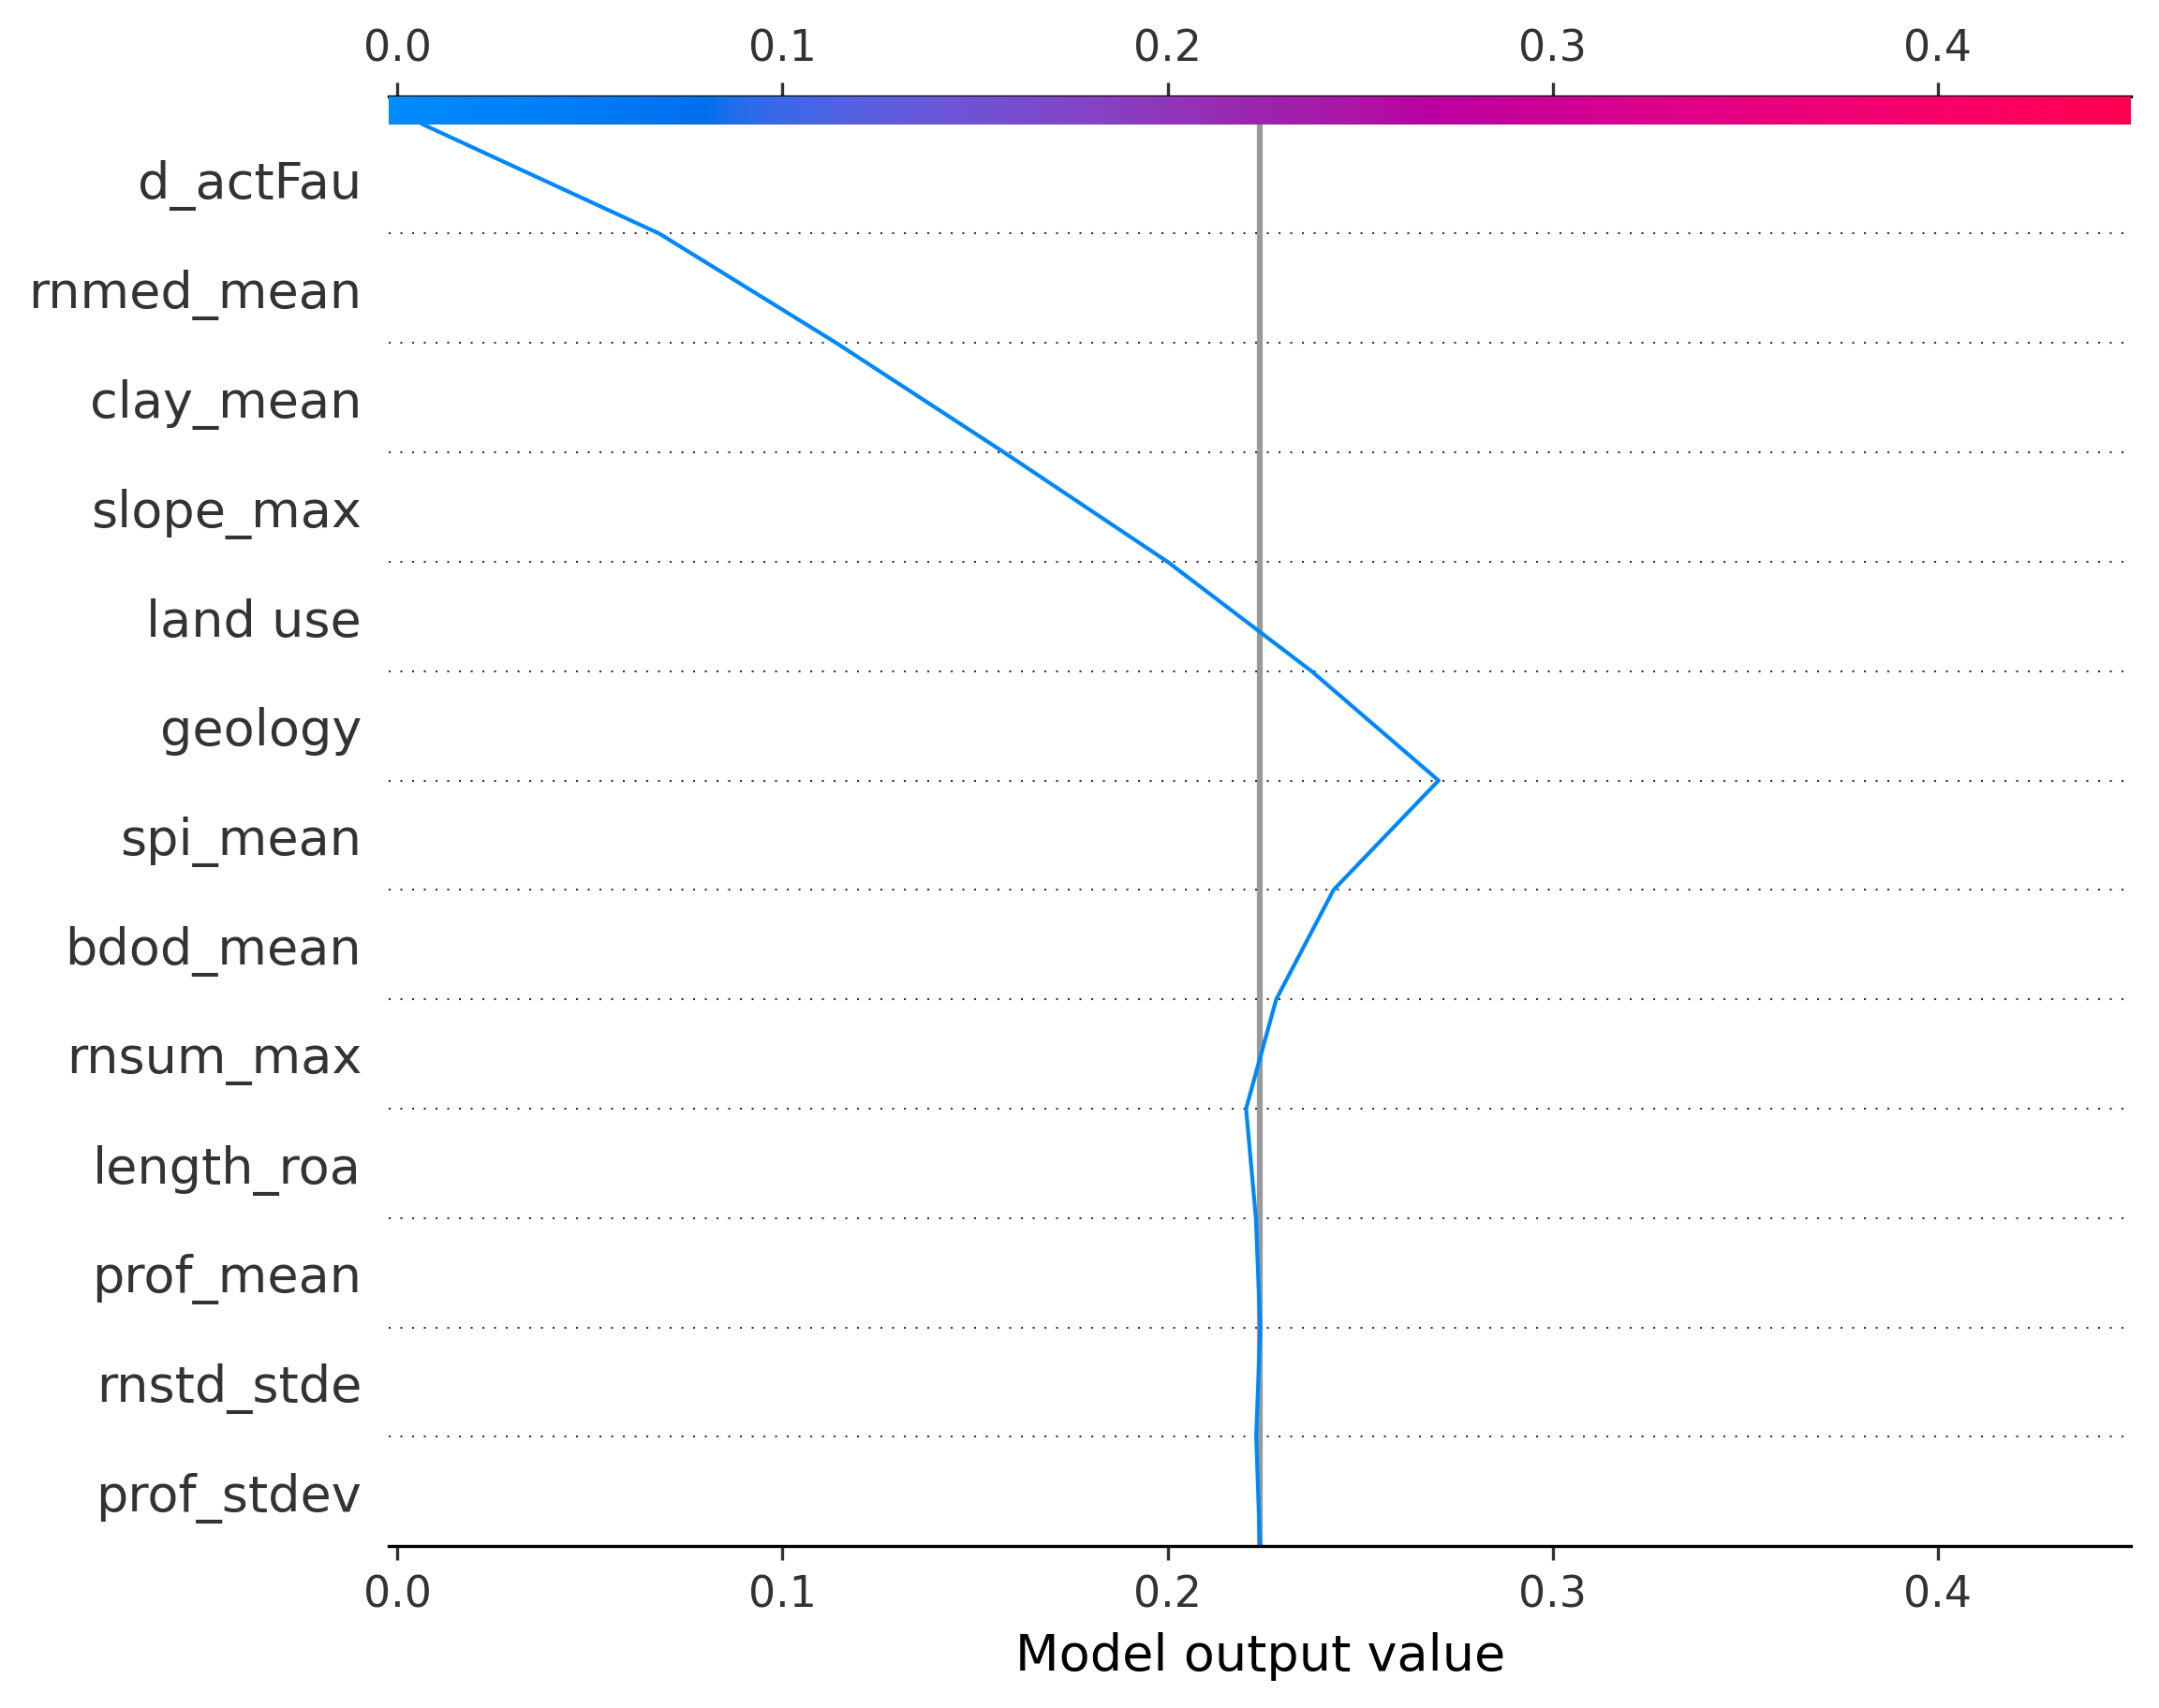 0.0 0.1 0.2 0.3 0.4
d_actFau
rnmed_mean
clay_mean
slope_max
land use
geology
spi_mean
bdod_mean
rnsum_max
length_roa
prof_mean
rnstd_stde
prof_stdev
0.0 0.1 0.2 0.3 0.4
Model output value